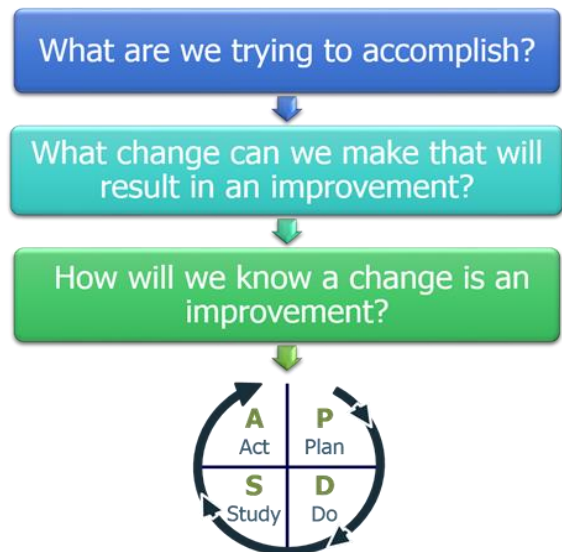 What are we trying to accomplish?
What change can we make that will
result in an improvement?
How will we know a change is an
improvement?
A P
Act Plan
S D
Study Do